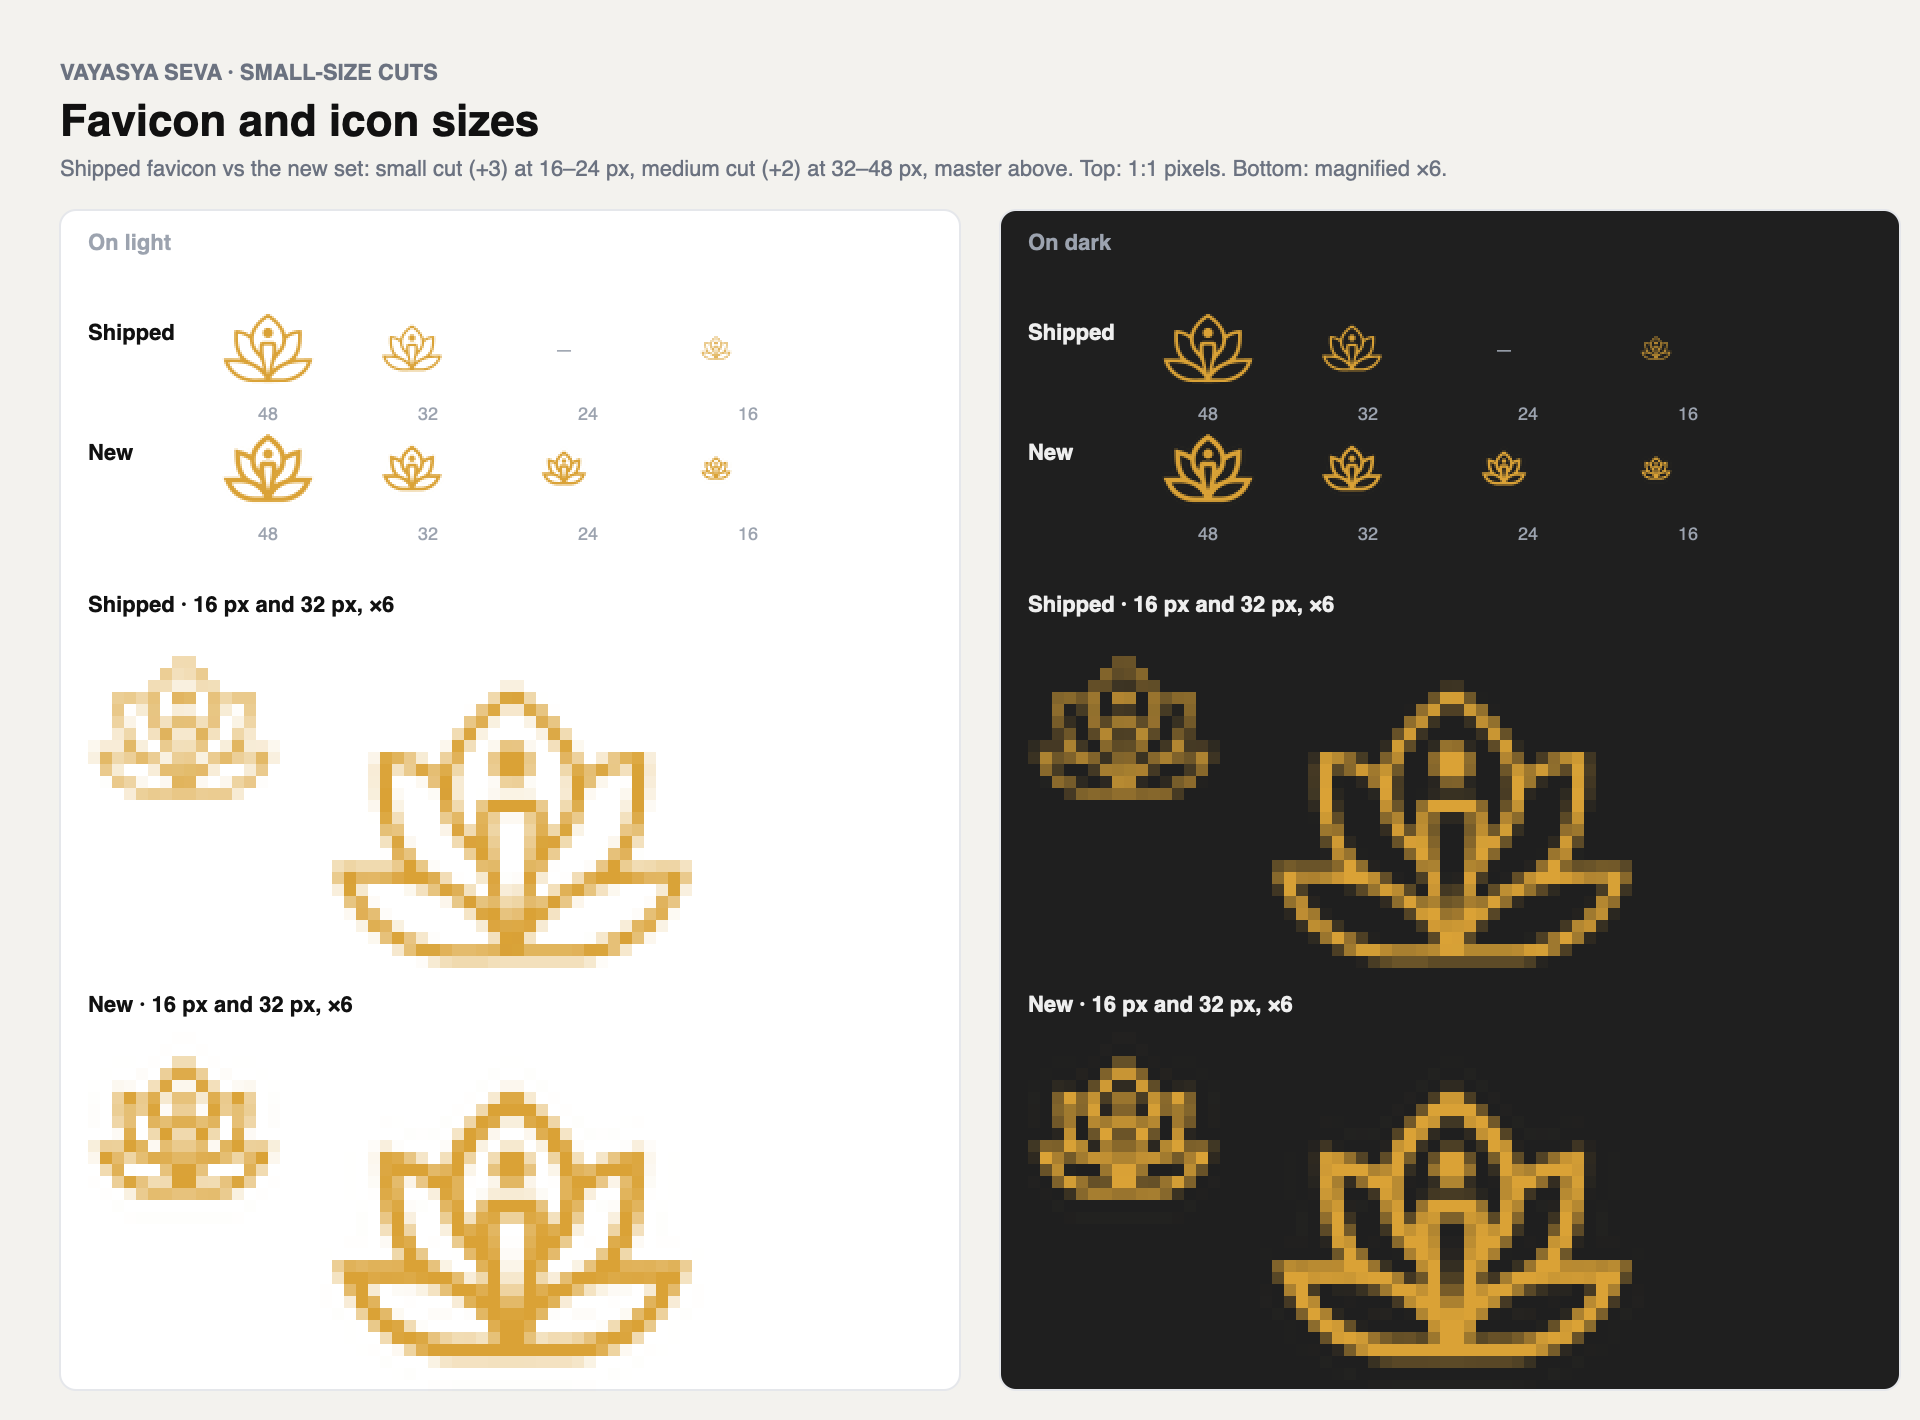 VAYASYA SEVA · SMALL-SIZE CUTS
Favicon and icon sizes
Shipped favicon vs the new set: small cut (+3) at 16–24 px, medium cut (+2) at 32–48 px, master above. Top: 1:1 pixels. Bottom: magnified ×6.
On light
Shipped
–
48 32 24 16
New
48 32 24 16
Shipped · 16 px and 32 px, ×6
New · 16 px and 32 px, ×6
On dark
Shipped
–
48 32 24 16
New
48 32 24 16
Shipped · 16 px and 32 px, ×6
New · 16 px and 32 px, ×6